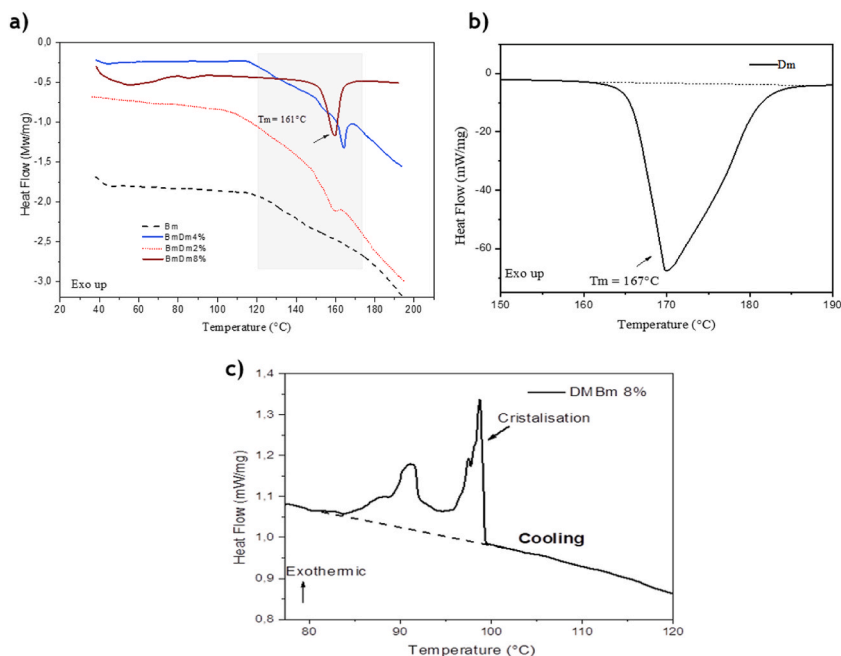 a)
0,0
-0,5
-1,0
-1,5
-2,0
-2,5
-3,0
Heat Flow (Mw/mg)
Tm = 161°C
Bm
BmDm4%
BmDm2%
BmDm8%
Exo up
20 40 60 80 100 120 140 160 180 200
Temperature (°C)
b)
0
-20
-40
-60
Heat Flow (mW/mg)
Dm
Tm = 167°C
Exo up
150 160 170 180 190
Temperature (°C)
c)
1,4
1,3
1,2
1,1
1,0
0,9
0,8
Heat Flow (mW/mg)
DMBm 8%
Cristalisation
Cooling
Exothermic
80 90 100 110 120
Temperature (°C)